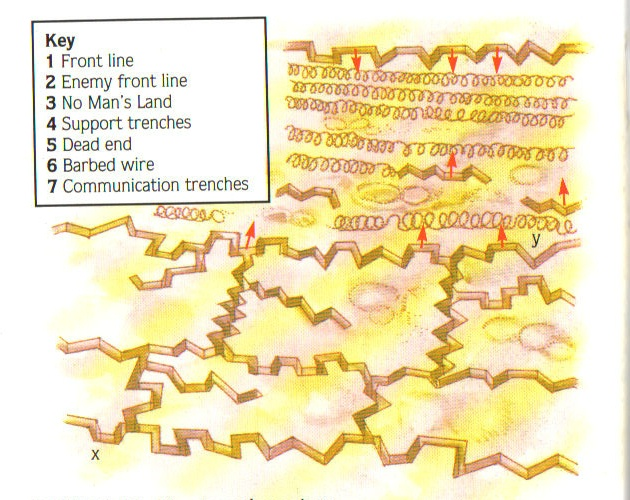 Key
1 Front line
2 Enemy front line
3 No Man's Land
4 Support trenches
5 Dead end
6 Barbed wire
7 Communication trenches
y
x